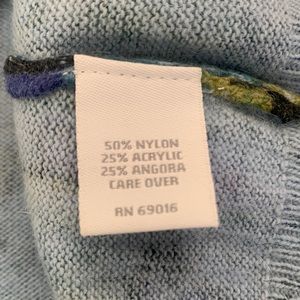 50% NYLON
25% ACRYLIC
25% ANGORA
CARE OVER
RN 69016